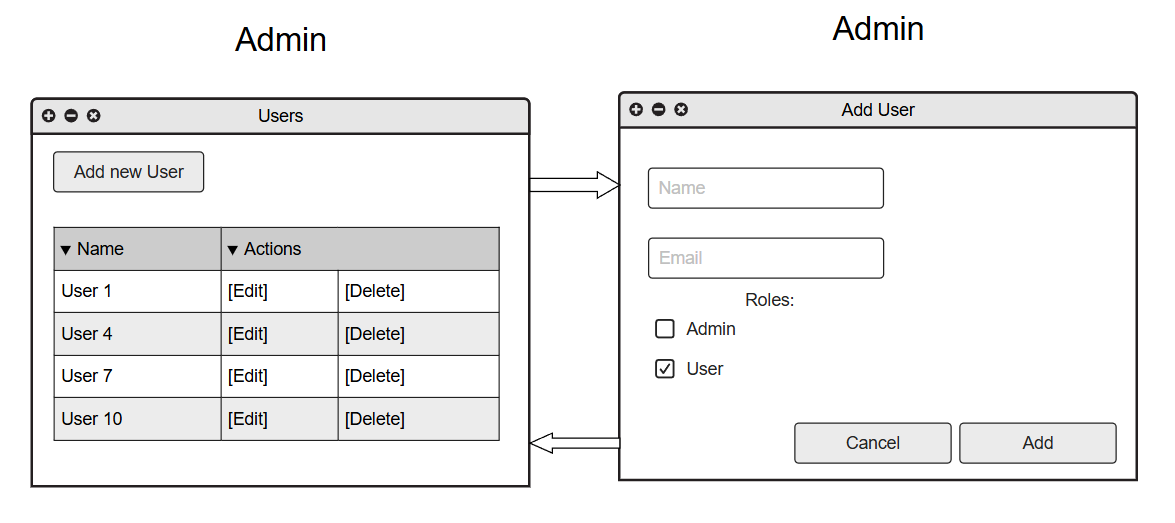 Admin
Users
Add new User
Name Actions
User 1 [Edit] [Delete]
User 4 [Edit] [Delete]
User 7 [Edit] [Delete]
User 10 [Edit] [Delete]
Admin
Add User
Name
Email
Roles:
Admin
User
Cancel Add